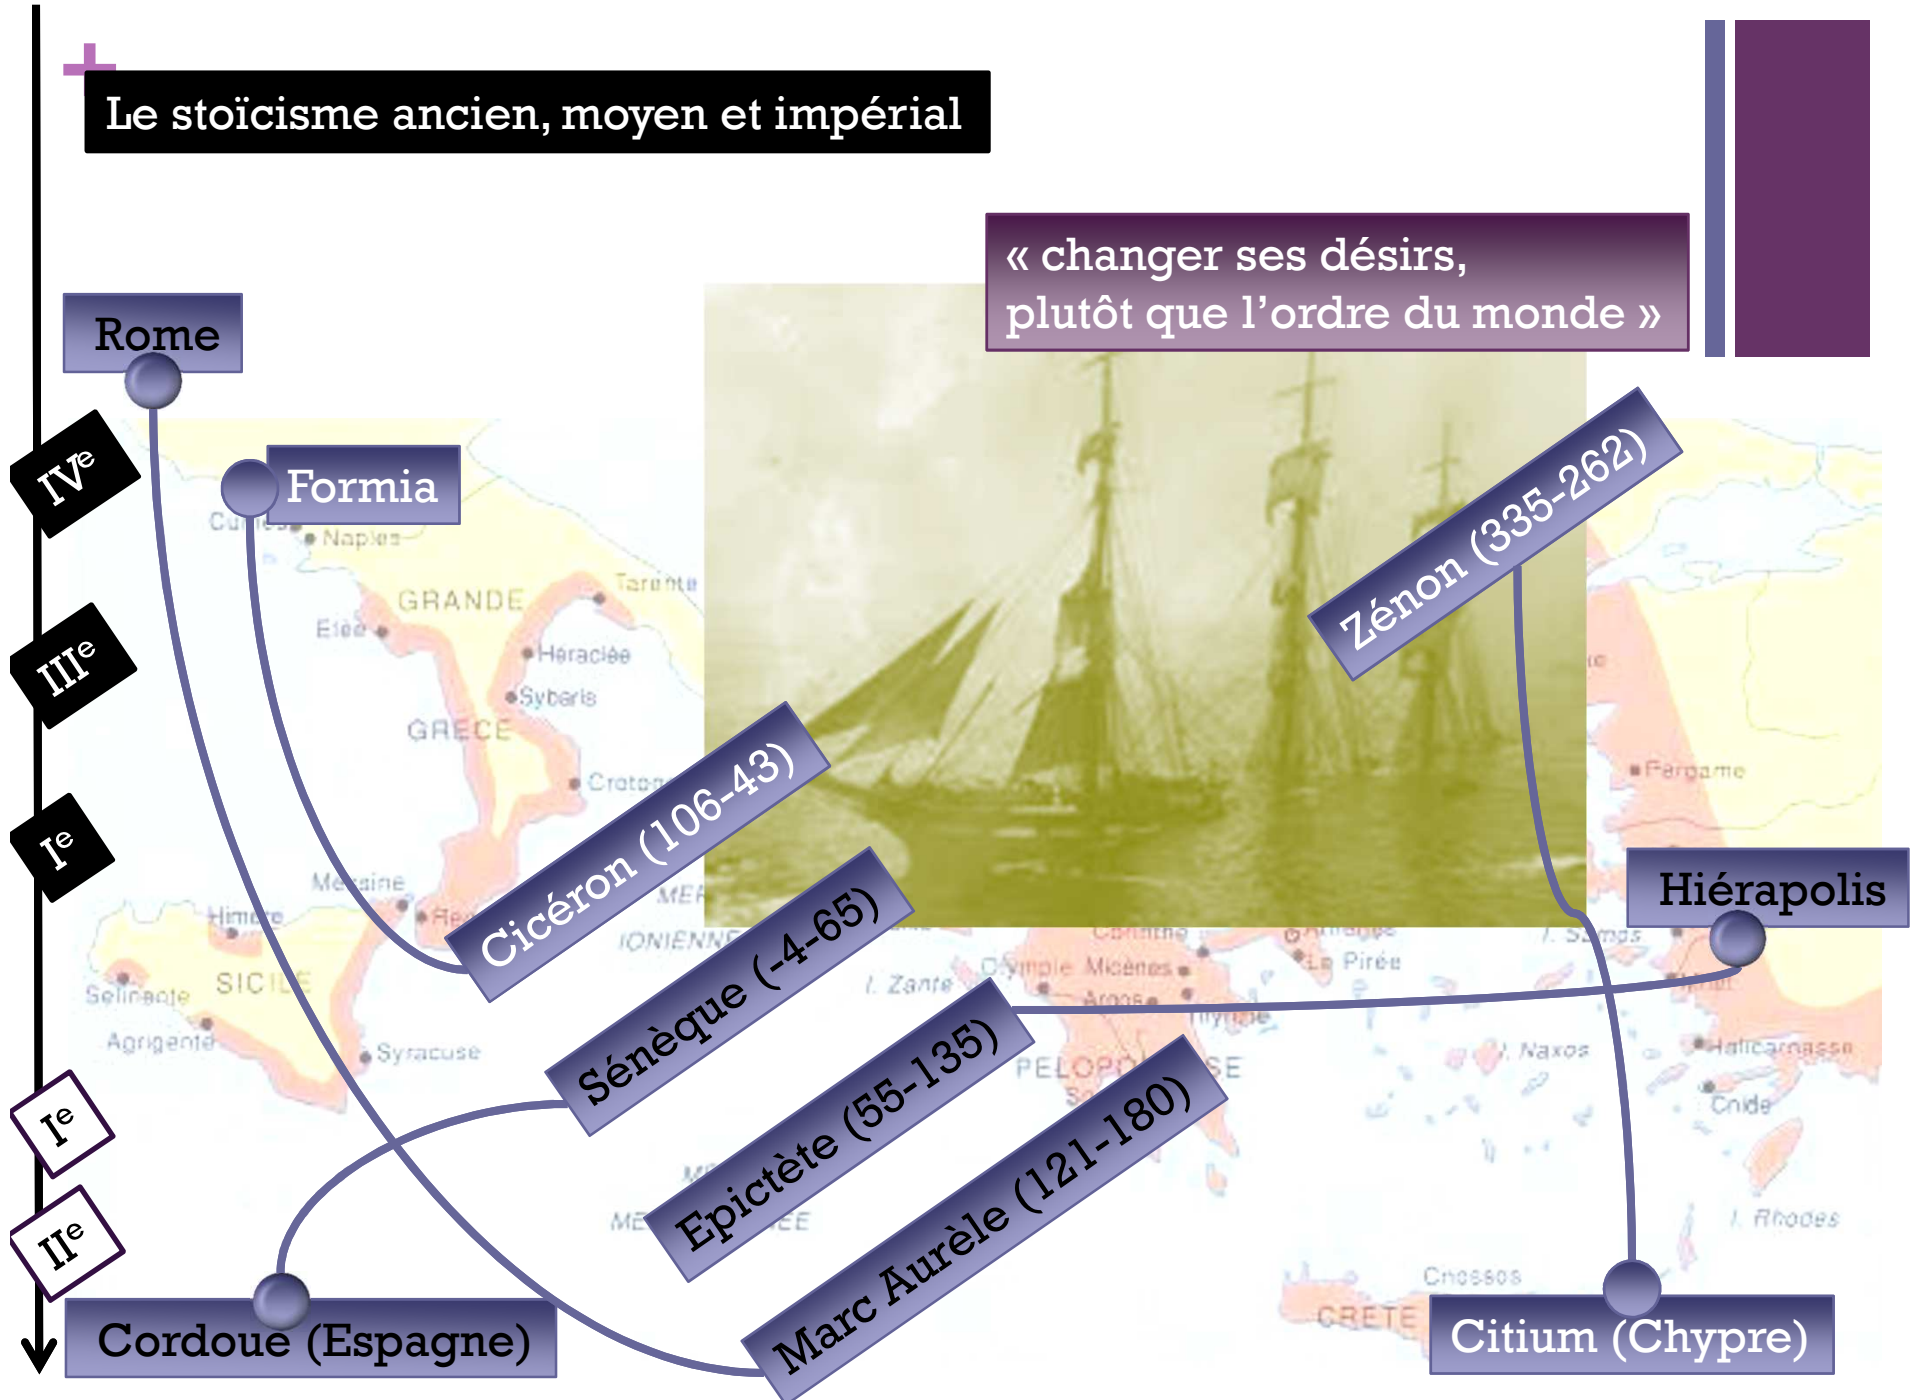 Le stoïcisme ancien, moyen et impérial
« changer ses désirs,
plutôt que l’ordre du monde »
Rome
IVe
Formia
Naples
Tarente
GRANDE
Elée
Héraclée
Sybaris
GRECE
Zénon (335-262)
IIIe
Pergame
Cicéron (106-43)
Ie
Messine
Himère
IONIENNE
Hiérapolis
Sénèque (-4-65)
Corinthe
I. Samos
Olympie
Micènes
Le Pirée
I. Zante
Argos
Sélinonte
SICILE
Agrigente
Syracuse
I. Naxos
Halicarnasse
Cnide
Epictète (55-135)
Ie
Marc Aurèle (121-180)
IIe
I. Rhodes
Cnossos
CRETE
Cordoue (Espagne)
Citium (Chypre)